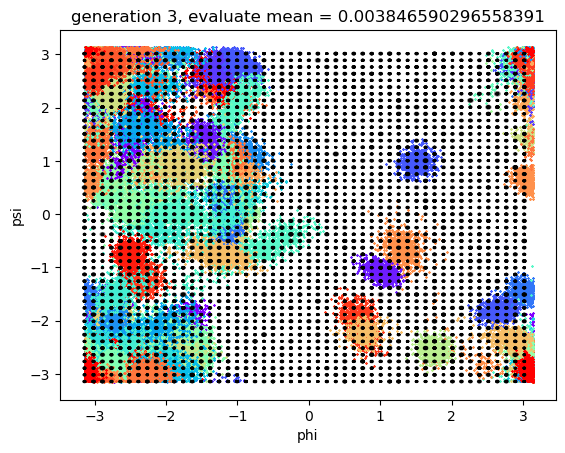 generation 3, evaluate mean = 0.003846590296558391
3
2
1
0
−1
−2
−3
psi
−3 −2 −1 0 1 2 3
phi